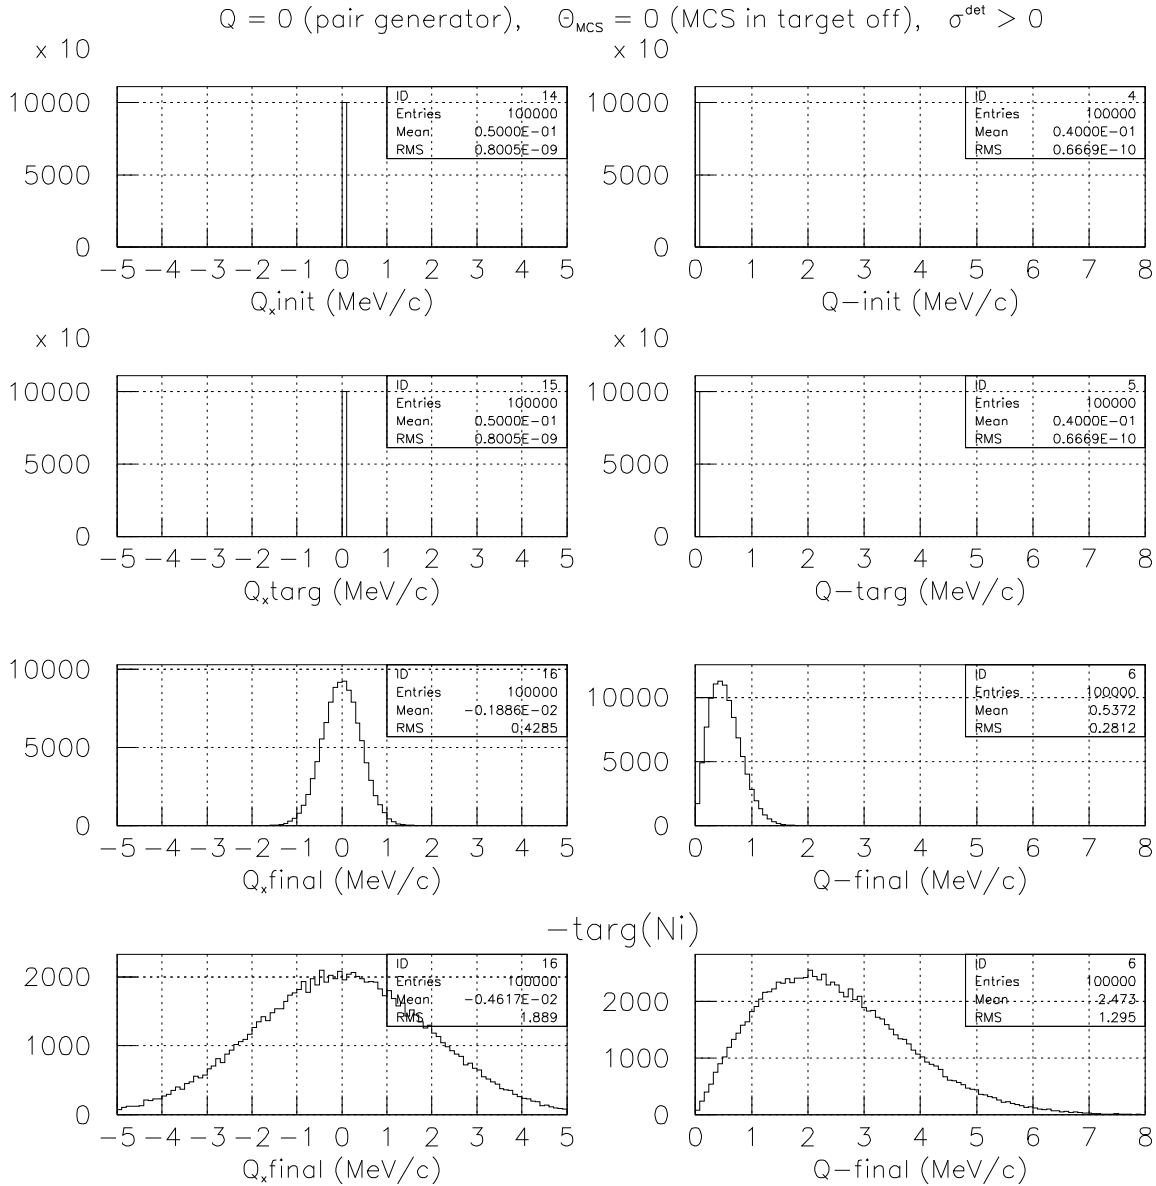 Q = 0 (pair generator), ΘMCS = 0 (MCS in target off), σdet > 0
x 10 x 10
ID 14
Entries 100000
Mean 0.5000E-01
RMS 0.8005E-09
10000
5000
0
-5 -4 -3 -2 -1 0 1 2 3 4 5
Qxinit (MeV/c)
ID 4
Entries 100000
Mean 0.4000E-01
RMS 0.6669E-10
10000
5000
0
0 1 2 3 4 5 6 7 8
Q-init (MeV/c)
x 10 x 10
ID 15
Entries 100000
Mean 0.5000E-01
RMS 0.8005E-09
10000
5000
0
-5 -4 -3 -2 -1 0 1 2 3 4 5
Qxtarg (MeV/c)
ID 5
Entries 100000
Mean 0.4000E-01
RMS 0.6669E-10
10000
5000
0
0 1 2 3 4 5 6 7 8
Q-targ (MeV/c)
ID 16
Entries 100000
Mean -0.1886E-02
RMS 0.4285
10000
5000
0
-5 -4 -3 -2 -1 0 1 2 3 4 5
Qxfinal (MeV/c)
ID 6
Entries 100000
Mean 0.5372
RMS 0.2812
10000
5000
0
0 1 2 3 4 5 6 7 8
Q-final (MeV/c)
-targ(Ni)
ID 16
Entries 100000
Mean -0.4617E-02
RMS 1.889
2000
1000
0
-5 -4 -3 -2 -1 0 1 2 3 4 5
Qxfinal (MeV/c)
ID 6
Entries 100000
Mean 2.473
RMS 1.295
2000
1000
0
0 1 2 3 4 5 6 7 8
Q-final (MeV/c)